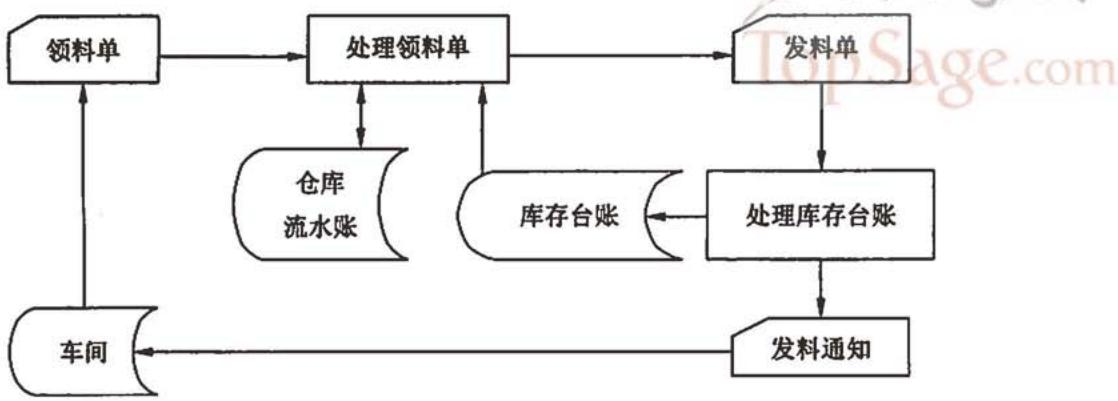 领料单
处理领料单
发料单
TopSage.com
仓库
流水账
库存台账
处理库存台账
车间
发料通知